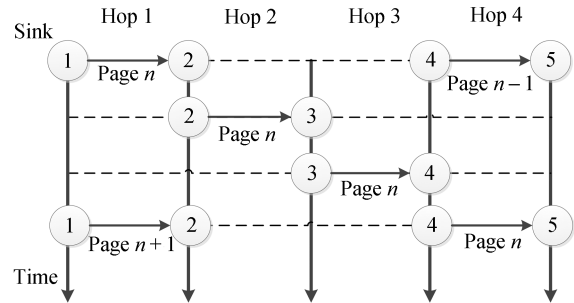 Hop 1 Hop 2 Hop 3 Hop 4
Sink
1 2 4 5
Page n Page n − 1
2 3
Page n
3 4
Page n
1 2 4 5
Page n + 1 Page n
Time